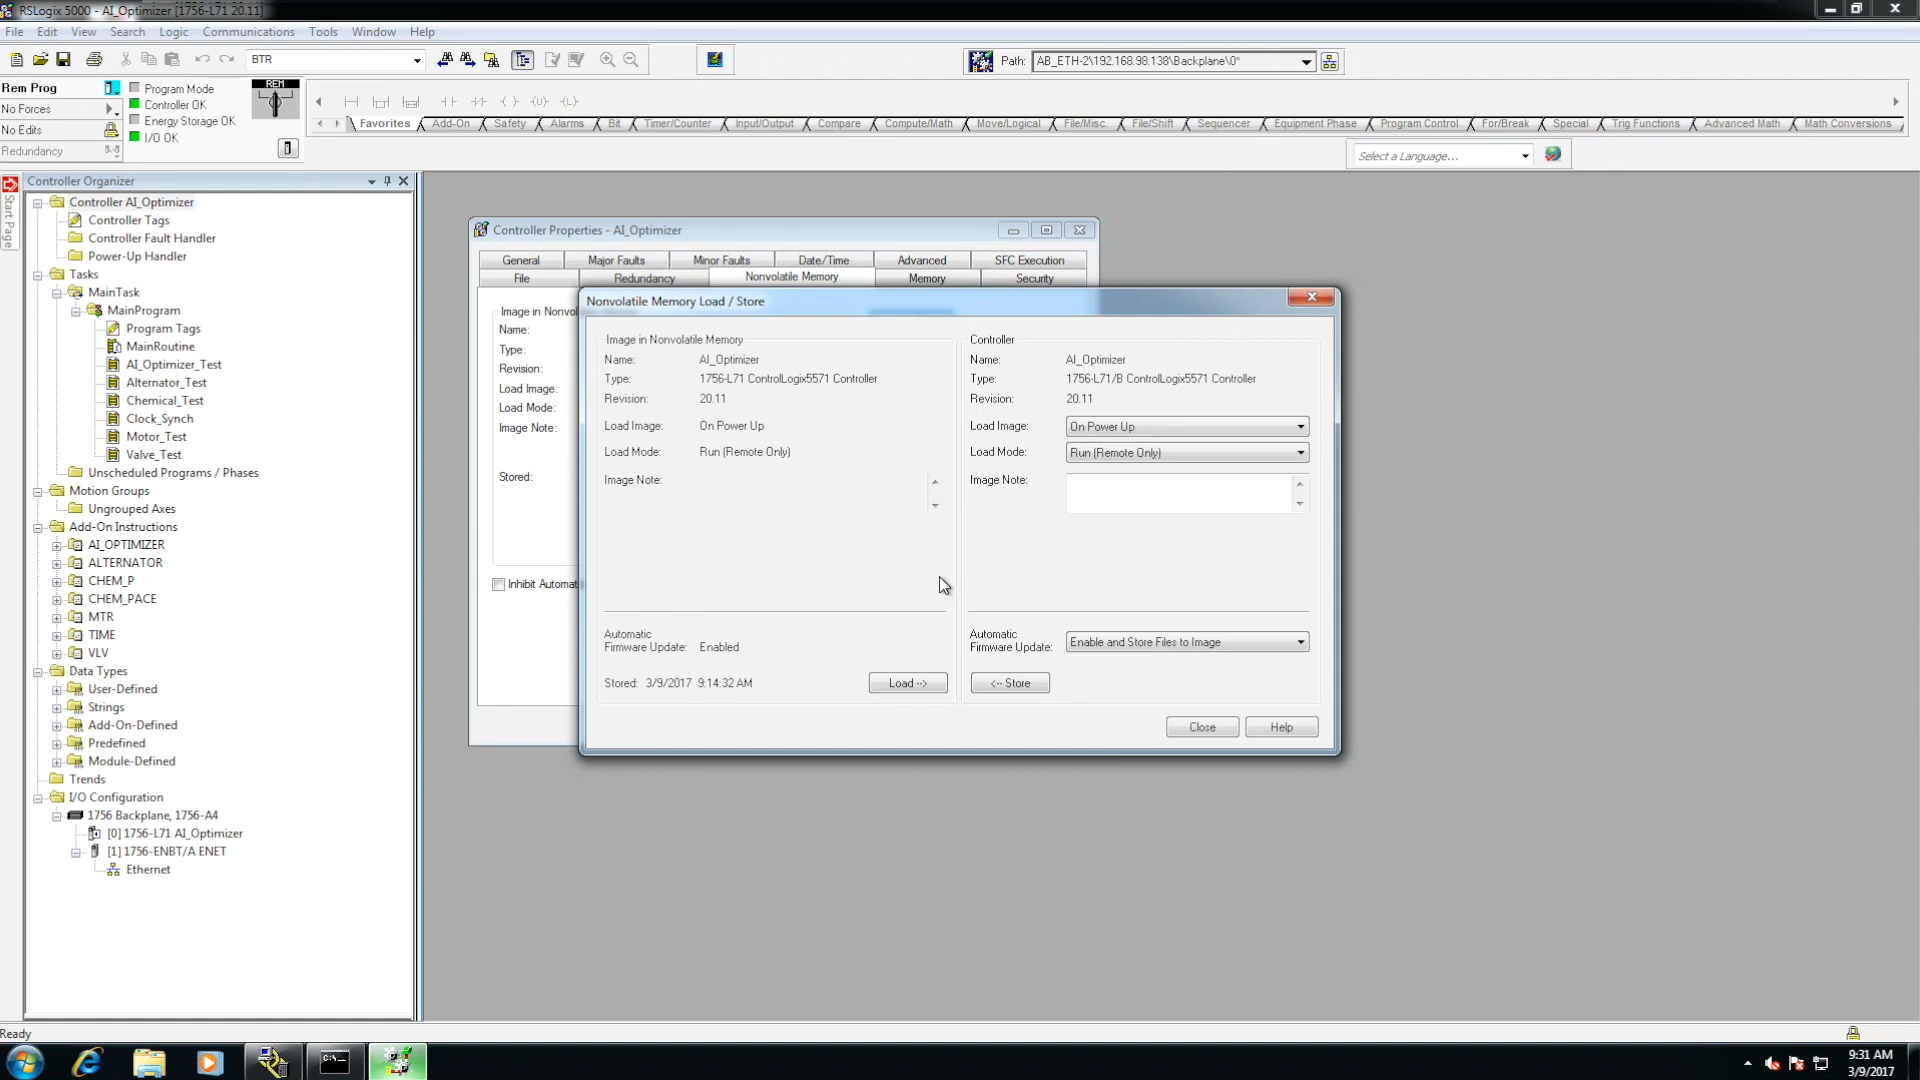 RSLogix 5000 - AI_Optimizer [1756-L71 20.11]
File Edit View Search Logic Communications Tools Window Help
BTR
Path: AB_ETH-2\192.168.98.138\Backplane\0*
Rem Prog
No Forces
No Edits
Redundancy
Program Mode
Controller OK
Energy Storage OK
I/O OK
REM
Favorites Add-On Safety Alarms Bit Timer/Counter Input/Output Compare Compute/Math Move/Logical File/Misc. File/Shift Sequencer Equipment Phase Program Control For/Break Special Trig Functions Advanced Math Math Conversions
Select a Language...
Start Page
Controller Organizer
Controller AI_Optimizer
Controller Tags
Controller Fault Handler
Power-Up Handler
Tasks
MainTask
MainProgram
Program Tags
MainRoutine
AI_Optimizer_Test
Alternator_Test
Chemical_Test
Clock_Synch
Motor_Test
Valve_Test
Unscheduled Programs / Phases
Motion Groups
Ungrouped Axes
Add-On Instructions
AI_OPTIMIZER
ALTERNATOR
CHEM_P
CHEM_PACE
MTR
TIME
VLV
Data Types
User-Defined
Strings
Add-On-Defined
Predefined
Module-Defined
Trends
I/O Configuration
1756 Backplane, 1756-A4
[0] 1756-L71 AI_Optimizer
[1] 1756-ENBT/A ENET
Ethernet
Controller Properties - AI_Optimizer
General Major Faults Minor Faults Date/Time Advanced SFC Execution
File Redundancy Nonvolatile Memory Memory Security
Image in Nonvol
Name:
Type:
Revision:
Load Image:
Load Mode:
Image Note:
Stored:
Inhibit Automat
Nonvolatile Memory Load / Store
Image in Nonvolatile Memory
Name: AI_Optimizer
Type: 1756-L71 ControlLogix5571 Controller
Revision: 20.11
Load Image: On Power Up
Load Mode: Run (Remote Only)
Image Note:
Automatic
Firmware Update: Enabled
Stored: 3/9/2017 9:14:32 AM
Load -->
Controller
Name: AI_Optimizer
Type: 1756-L71/B ControlLogix5571 Controller
Revision: 20.11
Load Image: On Power Up
Load Mode: Run (Remote Only)
Image Note:
Automatic
Firmware Update: Enable and Store Files to Image
<-- Store
Close Help
Ready
9:31 AM
3/9/2017